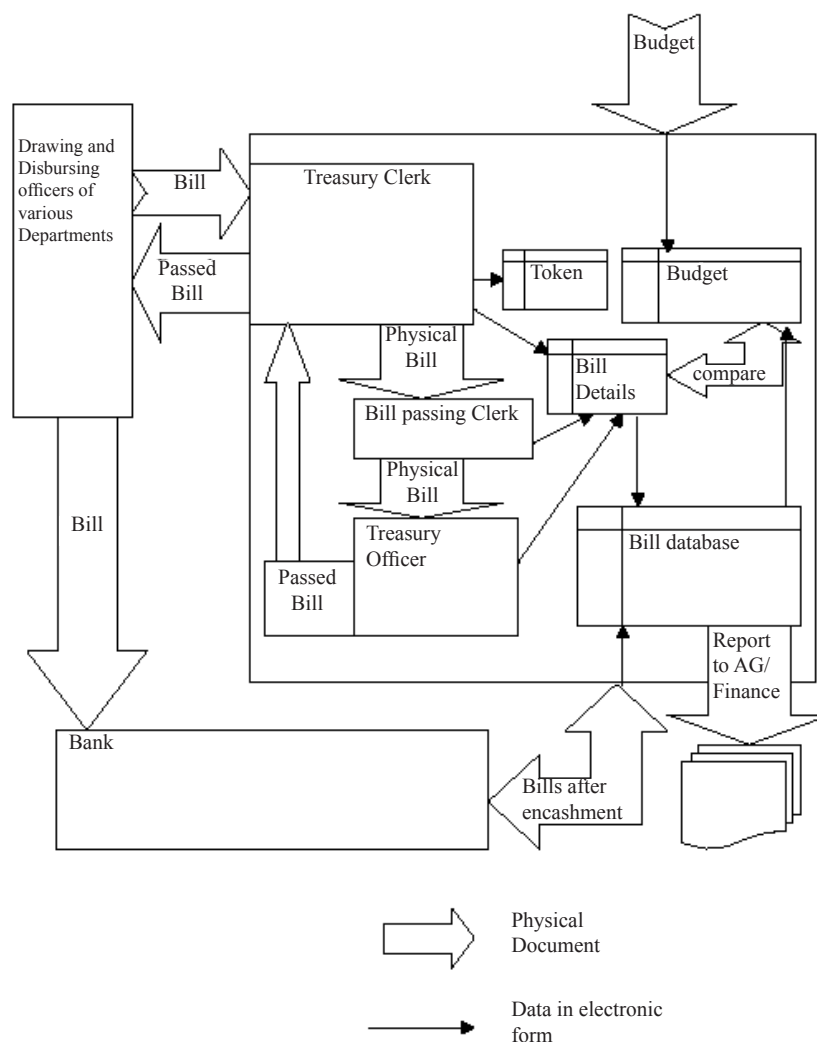 Budget
Drawing and
Disbursing
officers of
various
Departments
Bill
Treasury Clerk
Passed
Bill
Token
Budget
Physical
Bill
Bill
Details
compare
Bill passing Clerk
Physical
Bill
Bill
Treasury
Officer
Passed
Bill
Bill database
Report
to AG/
Finance
Bank
Bills after
encashment
Physical
Document
Data in electronic
form